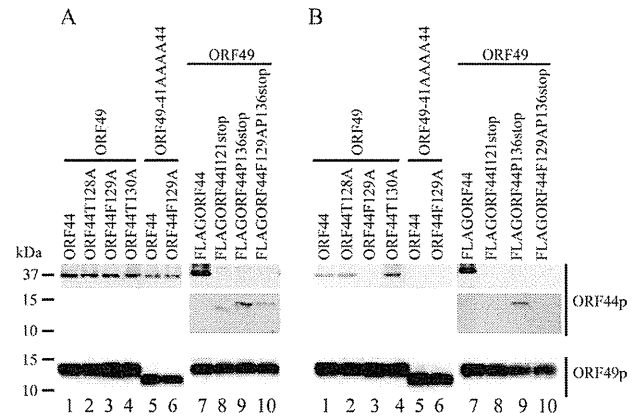 A
B
ORF49
ORF49-41AAAA44
ORF49
ORF49
ORF49-41AAAA44
ORF49
ORF44
ORF44T128A
ORF44F129A
ORF44T130A
ORF44
ORF44F129A
FLAGORF44
FLAGORF44I121stop
FLAGORF44P136stop
FLAGORF44F129AP136stop
ORF44
ORF44T128A
ORF44F129A
ORF44T130A
ORF44
ORF44F129A
FLAGORF44
FLAGORF44I121stop
FLAGORF44P136stop
FLAGORF44F129AP136stop
kDa
37
15
10
ORF44p
15
10
ORF49p
1 2 3 4 5 6 7 8 9 10 1 2 3 4 5 6 7 8 9 10